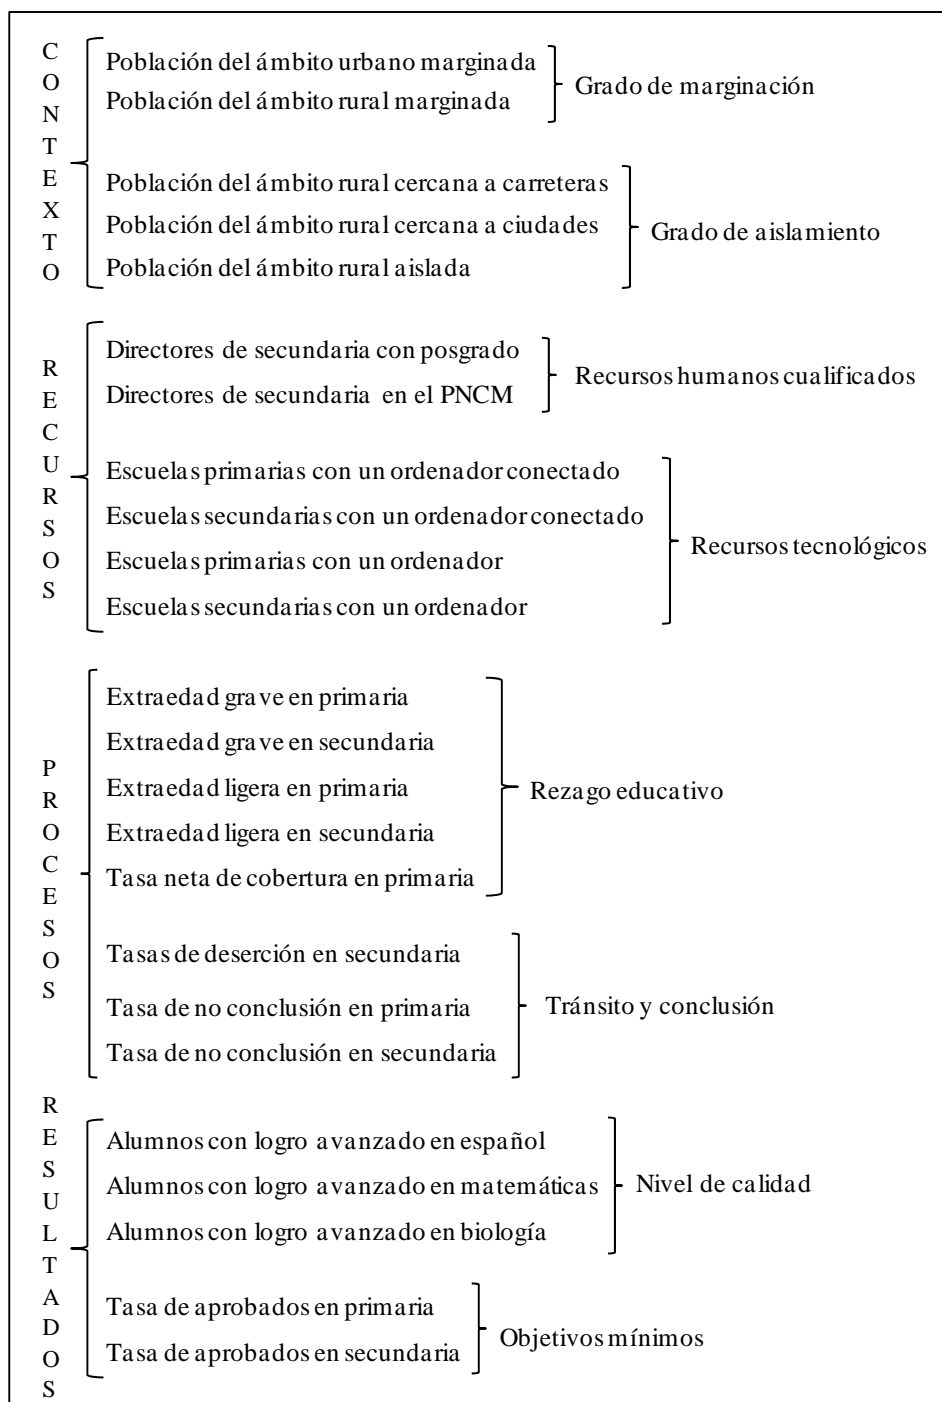 CONTEXTO
Población del ámbito urbano marginada
Población del ámbito rural marginada
Grado de marginación
Población del ámbito rural cercana a carreteras
Población del ámbito rural cercana a ciudades
Población del ámbito rural aislada
Grado de aislamiento
RECURSOS
Directores de secundaria con posgrado
Directores de secundaria en el PNCM
Recursos humanos cualificados
Escuelas primarias con un ordenador conectado
Escuelas secundarias con un ordenador conectado
Escuelas primarias con un ordenador
Escuelas secundarias con un ordenador
Recursos tecnológicos
PROCESOS
Extraedad grave en primaria
Extraedad grave en secundaria
Extraedad ligera en primaria
Extraedad ligera en secundaria
Tasa neta de cobertura en primaria
Rezago educativo
Tasas de deserción en secundaria
Tasa de no conclusión en primaria
Tasa de no conclusión en secundaria
Tránsito y conclusión
RESULTADOS
Alumnos con logro avanzado en español
Alumnos con logro avanzado en matemáticas
Alumnos con logro avanzado en biología
Nivel de calidad
Tasa de aprobados en primaria
Tasa de aprobados en secundaria
Objetivos mínimos